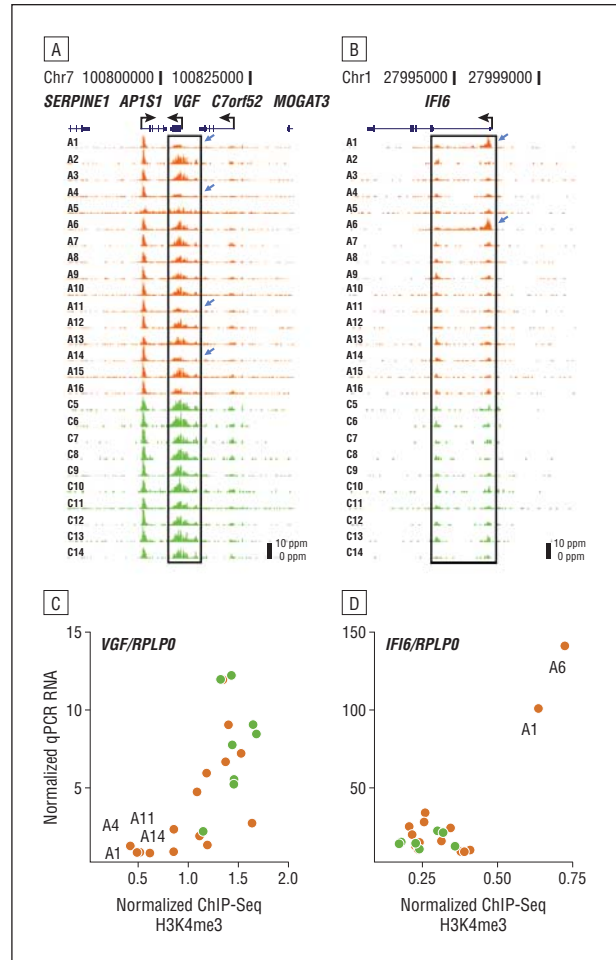 A
Chr7 100800000 100825000
SERPINE1 AP1S1 VGF C7orf52 MOGAT3
A1
A2
A3
A4
A5
A6
A7
A8
A9
A10
A11
A12
A13
A14
A15
A16
C5
C6
C7
C8
C9
C10
C11
C12
C13
C14
10 ppm
0 ppm
B
Chr1 27995000 27999000
IFI6
A1
A2
A3
A4
A5
A6
A7
A8
A9
A10
A11
A12
A13
A14
A15
A16
C5
C6
C7
C8
C9
C10
C11
C12
C13
C14
10 ppm
0 ppm
C
VGF/RPLP0
Normalized qPCR RNA
15
10
5
A4
A11
A14
A1
0.5 1.0 1.5 2.0
Normalized ChIP-Seq
H3K4me3
D
IFI6/RPLP0
150
100
50
A6
A1
0.25 0.50 0.75
Normalized ChIP-Seq
H3K4me3